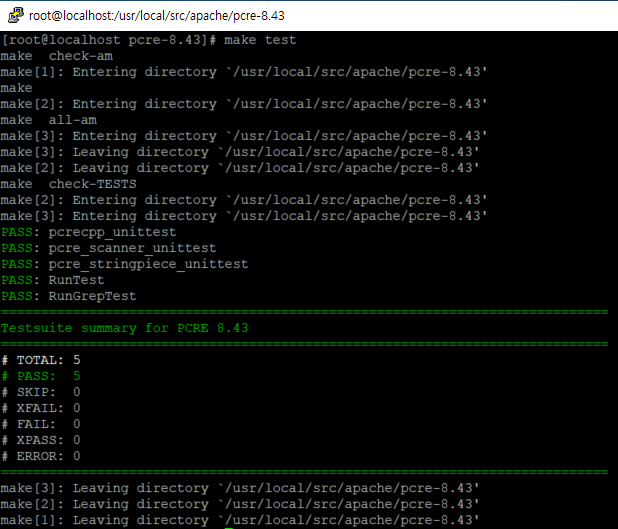 root@localhost:/usr/local/src/apache/pcre-8.43
[root@localhost pcre-8.43]# make test
make  check-am
make[1]: Entering directory `/usr/local/src/apache/pcre-8.43'
make
make[2]: Entering directory `/usr/local/src/apache/pcre-8.43'
make  all-am
make[3]: Entering directory `/usr/local/src/apache/pcre-8.43'
make[3]: Leaving directory `/usr/local/src/apache/pcre-8.43'
make[2]: Leaving directory `/usr/local/src/apache/pcre-8.43'
make  check-TESTS
make[2]: Entering directory `/usr/local/src/apache/pcre-8.43'
make[3]: Entering directory `/usr/local/src/apache/pcre-8.43'
PASS: pcrecpp_unittest
PASS: pcre_scanner_unittest
PASS: pcre_stringpiece_unittest
PASS: RunTest
PASS: RunGrepTest
============================================================================
Testsuite summary for PCRE 8.43
============================================================================
# TOTAL: 5
# PASS:  5
# SKIP:  0
# XFAIL: 0
# FAIL:  0
# XPASS: 0
# ERROR: 0
============================================================================
make[3]: Leaving directory `/usr/local/src/apache/pcre-8.43'
make[2]: Leaving directory `/usr/local/src/apache/pcre-8.43'
make[1]: Leaving directory `/usr/local/src/apache/pcre-8.43'